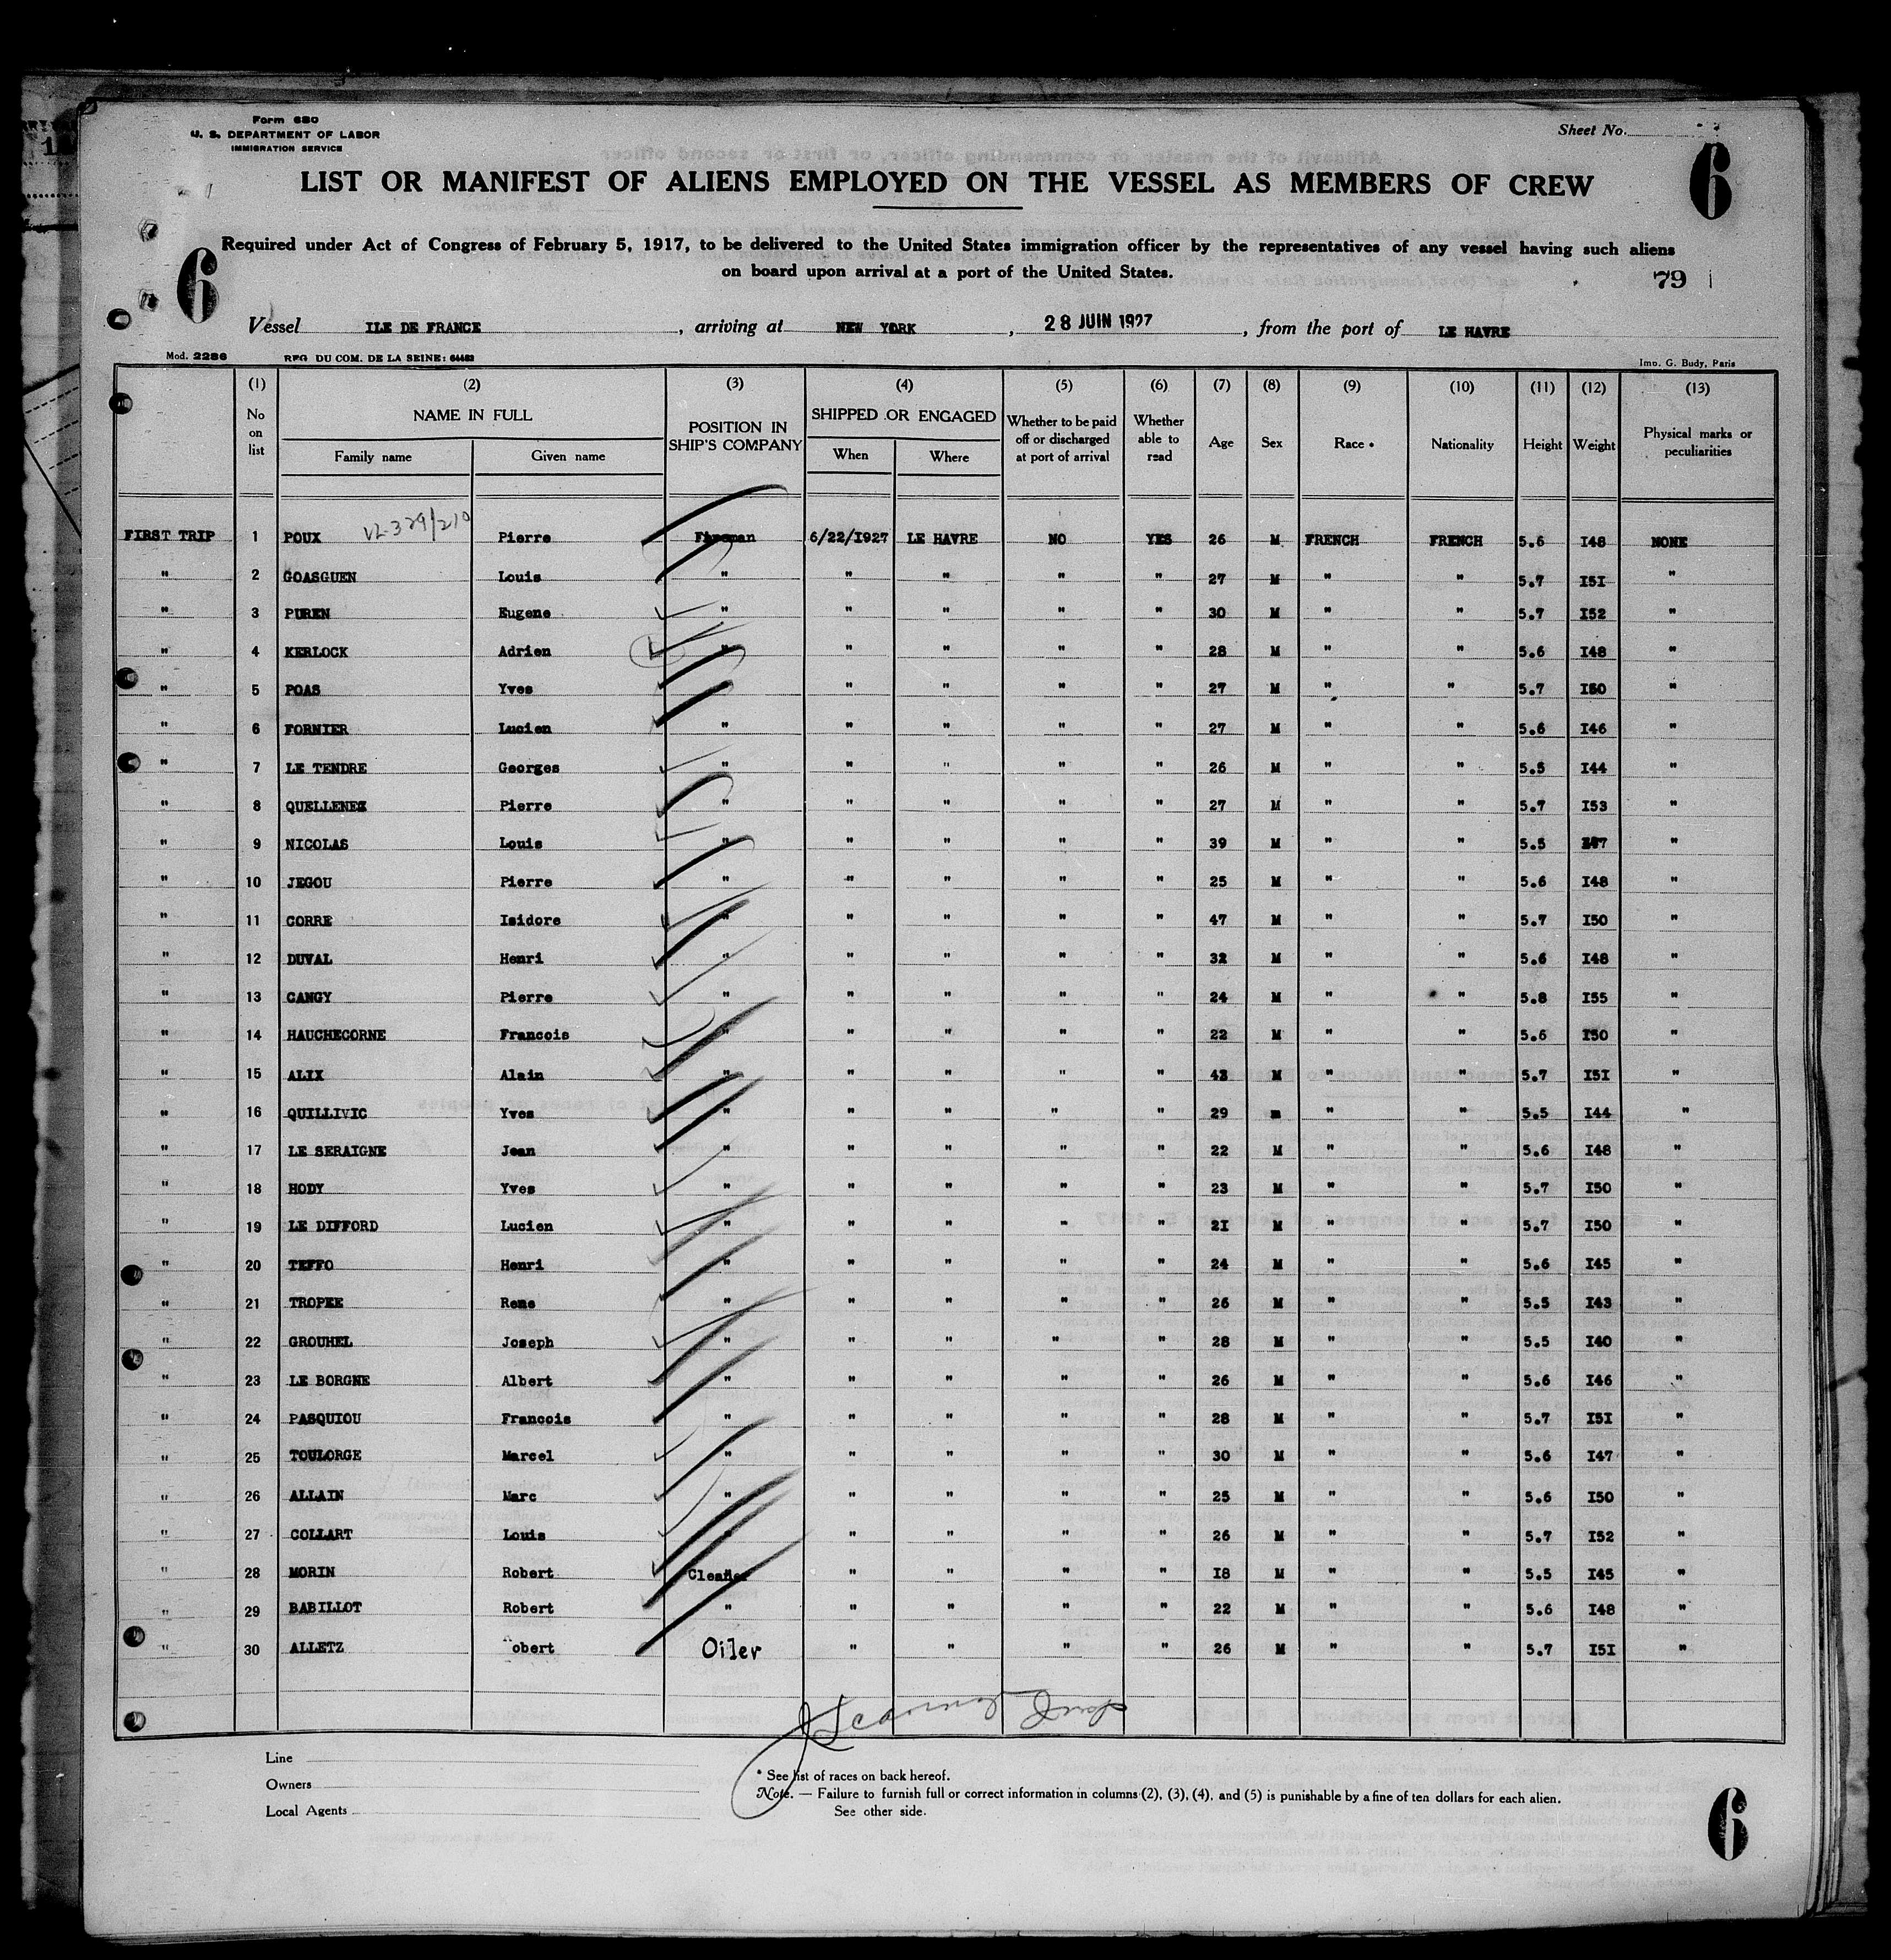 Form 680
U. S. DEPARTMENT OF LABOR
IMMIGRATION SERVICE
Sheet No.
6
LIST OR MANIFEST OF ALIENS EMPLOYED ON THE VESSEL AS MEMBERS OF CREW
Required under Act of Congress of February 5, 1917, to be delivered to the United States immigration officer by the representatives of any vessel having such aliens
on board upon arrival at a port of the United States.
6
79
Vessel ILE DE FRANCE, arriving at NEW YORK, 28 JUIN 1927, from the port of LE HAVRE
Mod. 2286 REG DU COM. DE LA SEINE: Imp. G. Budy, Paris
(1) (2) (3) (4) (5) (6) (7) (8) (9) (10) (11) (12) (13)
No on list NAME IN FULL Family name Given name POSITION IN SHIP'S COMPANY SHIPPED OR ENGAGED When Where Whether to be paid off or discharged at port of arrival Whether able to read Age Sex Race * Nationality Height Weight Physical marks or peculiarities
FIRST TRIP 1 POUX VL-329/210 Pierre Fireman 6/22/1927 LE HAVRE NO YES 26 M FRENCH FRENCH 5.6 I48 NONE
" 2 GOASGUEN Louis " " " " " 27 M " " 5.7 I5I "
" 3 PUREN Eugene " " " " " 30 M " " 5.7 I52 "
" 4 KERLOCK Adrien " " " " " 28 M " " 5.6 I48 "
" 5 POAS Yves " " " " 27 M " " 5.7 I50 "
" 6 FORNIER Lucien " " " " " 27 M " " 5.6 I46 "
" 7 LE TENDRE Georges " " " " " 26 M " " 5.5 I44 "
" 8 QUELLENEZ Pierre " " " " " 27 M " " 5.7 I53 "
" 9 NICOLAS Louis " " " " " 39 M " " 5.5 "
" 10 JEGOU Pierre " " " " " 25 M " " 5.6 I48 "
" 11 CORRE Isidore " " " " " 47 M " " 5.7 I50 "
" 12 DUVAL Henri " " " " " 32 M " " 5.6 I48 "
" 13 CANGY Pierre " " " " " 24 M " " 5.8 I55 "
" 14 HAUCHECORNE Francois " " " " " 22 M " " 5.6 I50 "
" 15 ALIX Alain " " " " " M " " 5.7 I5I "
" 16 QUILLIVIC Yves " " " " " 29 m " " 5.5 I44 "
" 17 LE SERAIGNE Jean " " " " " 22 M " " 5.6 I48 "
" 18 HODY Yves " " " " 23 M " " 5.7 I50 "
" 19 LE DIFFORD Lucien " " " " " 2I M " " 5.7 I50 "
" 20 TEFFO Henri " " " " " 24 M " " 5.6 I45 "
" 21 TROPEE Rene " " " " 26 M " " 5.5 I43 "
" 22 GROUHEL Joseph " " " " " 28 M " " 5.5 I40 "
" 23 LE BORGNE Albert " " " " " 26 M " " 5.6 I46 "
" 24 PASQUIOU Francois " " " " " 28 M " " 5.7 I5I "
" 25 TOULORGE Marcel " " " " " 30 M " " 5.6 I47 "
" 26 ALLAIN Marc " " " " 25 M " " 5.6 I50 "
" 27 COLLART Louis " " " " " 26 M " " 5.7 I52 "
" 28 MORIN Robert Cleaner " " " " I8 M " " 5.5 I45 "
" 29 BABILLOT Robert " " " " " 22 M " " 5.6 I48 "
" 30 ALLETZ Robert Oiler " " " " 26 M " " 5.7 I5I "
Line
Owners
Local Agents
* See list of races on back hereof.
Note. — Failure to furnish full or correct information in columns (2), (3), (4), and (5) is punishable by a fine of ten dollars for each alien.
See other side.
6